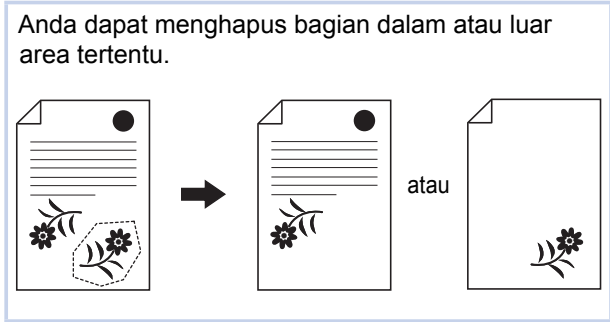 Anda dapat menghapus bagian dalam atau luar
area tertentu.
atau